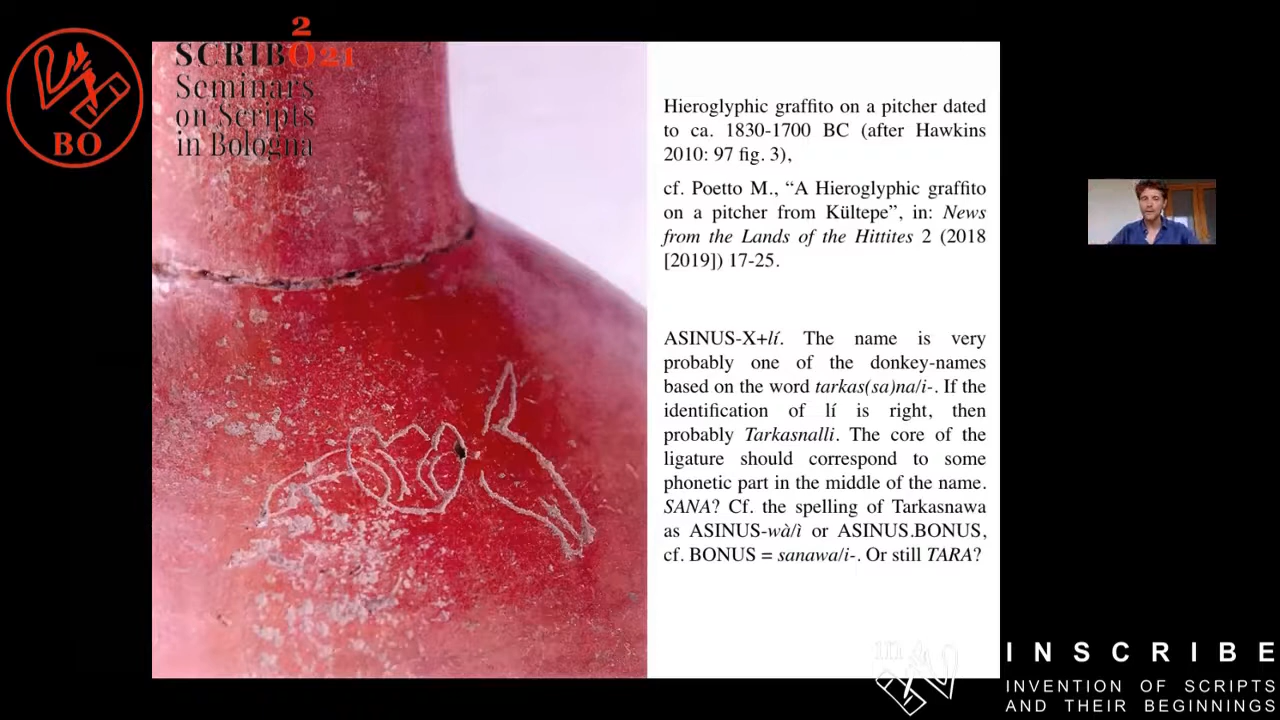 2
SCRIBO21
Seminars
on Scripts
in Bologna
BO
Hieroglyphic graffito on a pitcher dated
to ca. 1830-1700 BC (after Hawkins
2010: 97 fig. 3),
cf. Poetto M., “A Hieroglyphic graffito
on a pitcher from Kültepe”, in: News
from the Lands of the Hittites 2 (2018
[2019]) 17-25.
ASINUS-X+lí. The name is very
probably one of the donkey-names
based on the word tarkas(sa)na/i-. If the
identification of lí is right, then
probably Tarkasnalli. The core of the
ligature should correspond to some
phonetic part in the middle of the name.
SANA? Cf. the spelling of Tarkasnawa
as ASINUS-wà/ì or ASINUS.BONUS,
cf. BONUS = sanawa/i-. Or still TARA?
INSCRIBE
INVENTION OF SCRIPTS
AND THEIR BEGINNINGS